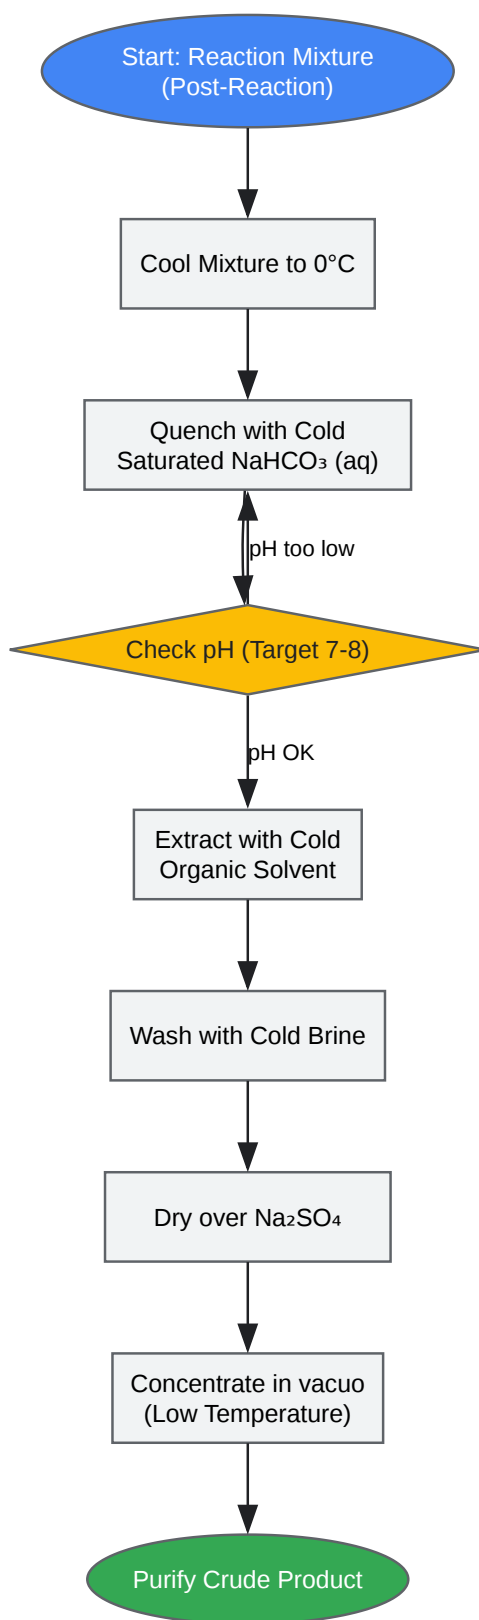 Start: Reaction Mixture
(Post-Reaction)
Cool Mixture to 0°C
Quench with Cold
Saturated NaHCO₃ (aq)
pH too low
Check pH (Target 7-8)
pH OK
Extract with Cold
Organic Solvent
Wash with Cold Brine
Dry over Na₂SO₄
Concentrate in vacuo
(Low Temperature)
Purify Crude Product